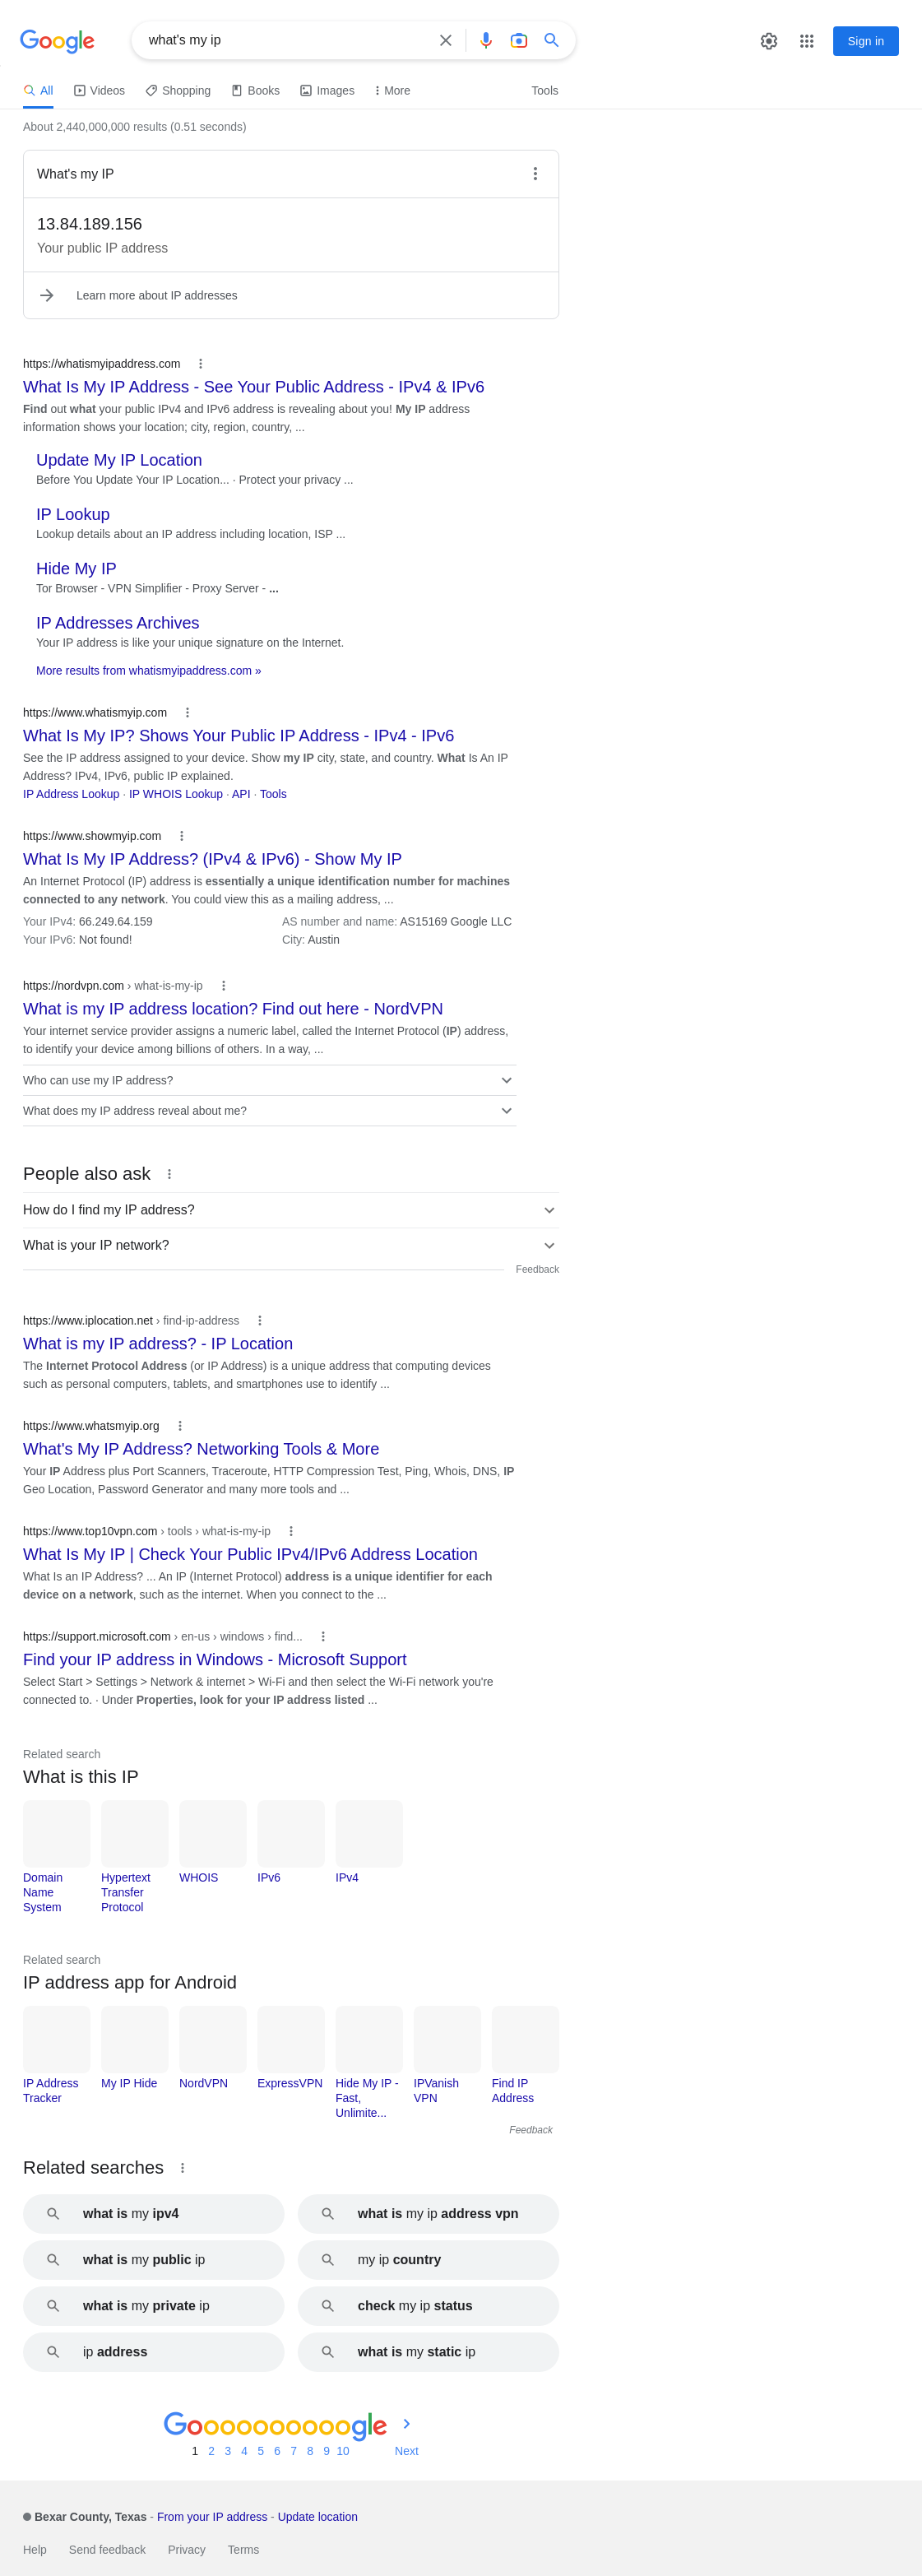 Google
what's my ip
Sign in
All
Videos
Shopping
Books
Images
More
Tools
About 2,440,000,000 results (0.51 seconds)
What's my IP
13.84.189.156
Your public IP address
Learn more about IP addresses
https://whatismyipaddress.com
What Is My IP Address - See Your Public Address - IPv4 & IPv6
Find out what your public IPv4 and IPv6 address is revealing about you! My IP address
information shows your location; city, region, country, ...
Update My IP Location
Before You Update Your IP Location... · Protect your privacy ...
IP Lookup
Lookup details about an IP address including location, ISP ...
Hide My IP
Tor Browser - VPN Simplifier - Proxy Server - ...
IP Addresses Archives
Your IP address is like your unique signature on the Internet.
More results from whatismyipaddress.com »
https://www.whatismyip.com
What Is My IP? Shows Your Public IP Address - IPv4 - IPv6
See the IP address assigned to your device. Show my IP city, state, and country. What Is An IP
Address? IPv4, IPv6, public IP explained.
IP Address Lookup · IP WHOIS Lookup · API · Tools
https://www.showmyip.com
What Is My IP Address? (IPv4 & IPv6) - Show My IP
An Internet Protocol (IP) address is essentially a unique identification number for machines
connected to any network. You could view this as a mailing address, ...
Your IPv4: 66.249.64.159
AS number and name: AS15169 Google LLC
Your IPv6: Not found!
City: Austin
https://nordvpn.com › what-is-my-ip
What is my IP address location? Find out here - NordVPN
Your internet service provider assigns a numeric label, called the Internet Protocol (IP) address,
to identify your device among billions of others. In a way, ...
Who can use my IP address?
What does my IP address reveal about me?
People also ask
How do I find my IP address?
What is your IP network?
Feedback
https://www.iplocation.net › find-ip-address
What is my IP address? - IP Location
The Internet Protocol Address (or IP Address) is a unique address that computing devices
such as personal computers, tablets, and smartphones use to identify ...
https://www.whatsmyip.org
What's My IP Address? Networking Tools & More
Your IP Address plus Port Scanners, Traceroute, HTTP Compression Test, Ping, Whois, DNS, IP
Geo Location, Password Generator and many more tools and ...
https://www.top10vpn.com › tools › what-is-my-ip
What Is My IP | Check Your Public IPv4/IPv6 Address Location
What Is an IP Address? ... An IP (Internet Protocol) address is a unique identifier for each
device on a network, such as the internet. When you connect to the ...
https://support.microsoft.com › en-us › windows › find...
Find your IP address in Windows - Microsoft Support
Select Start > Settings > Network & internet > Wi-Fi and then select the Wi-Fi network you're
connected to. · Under Properties, look for your IP address listed ...
Related search
What is this IP
Domain
Name
System
Hypertext
Transfer
Protocol
WHOIS
IPv6
IPv4
Related search
IP address app for Android
IP Address
Tracker
My IP Hide
NordVPN
ExpressVPN
Hide My IP -
Fast,
Unlimite...
IPVanish
VPN
Find IP
Address
Feedback
Related searches
what is my ipv4
what is my ip address vpn
what is my public ip
my ip country
what is my private ip
check my ip status
ip address
what is my static ip
Goooooooooogle
1 2 3 4 5 6 7 8 9 10 Next
Bexar County, Texas - From your IP address - Update location
Help
Send feedback
Privacy
Terms